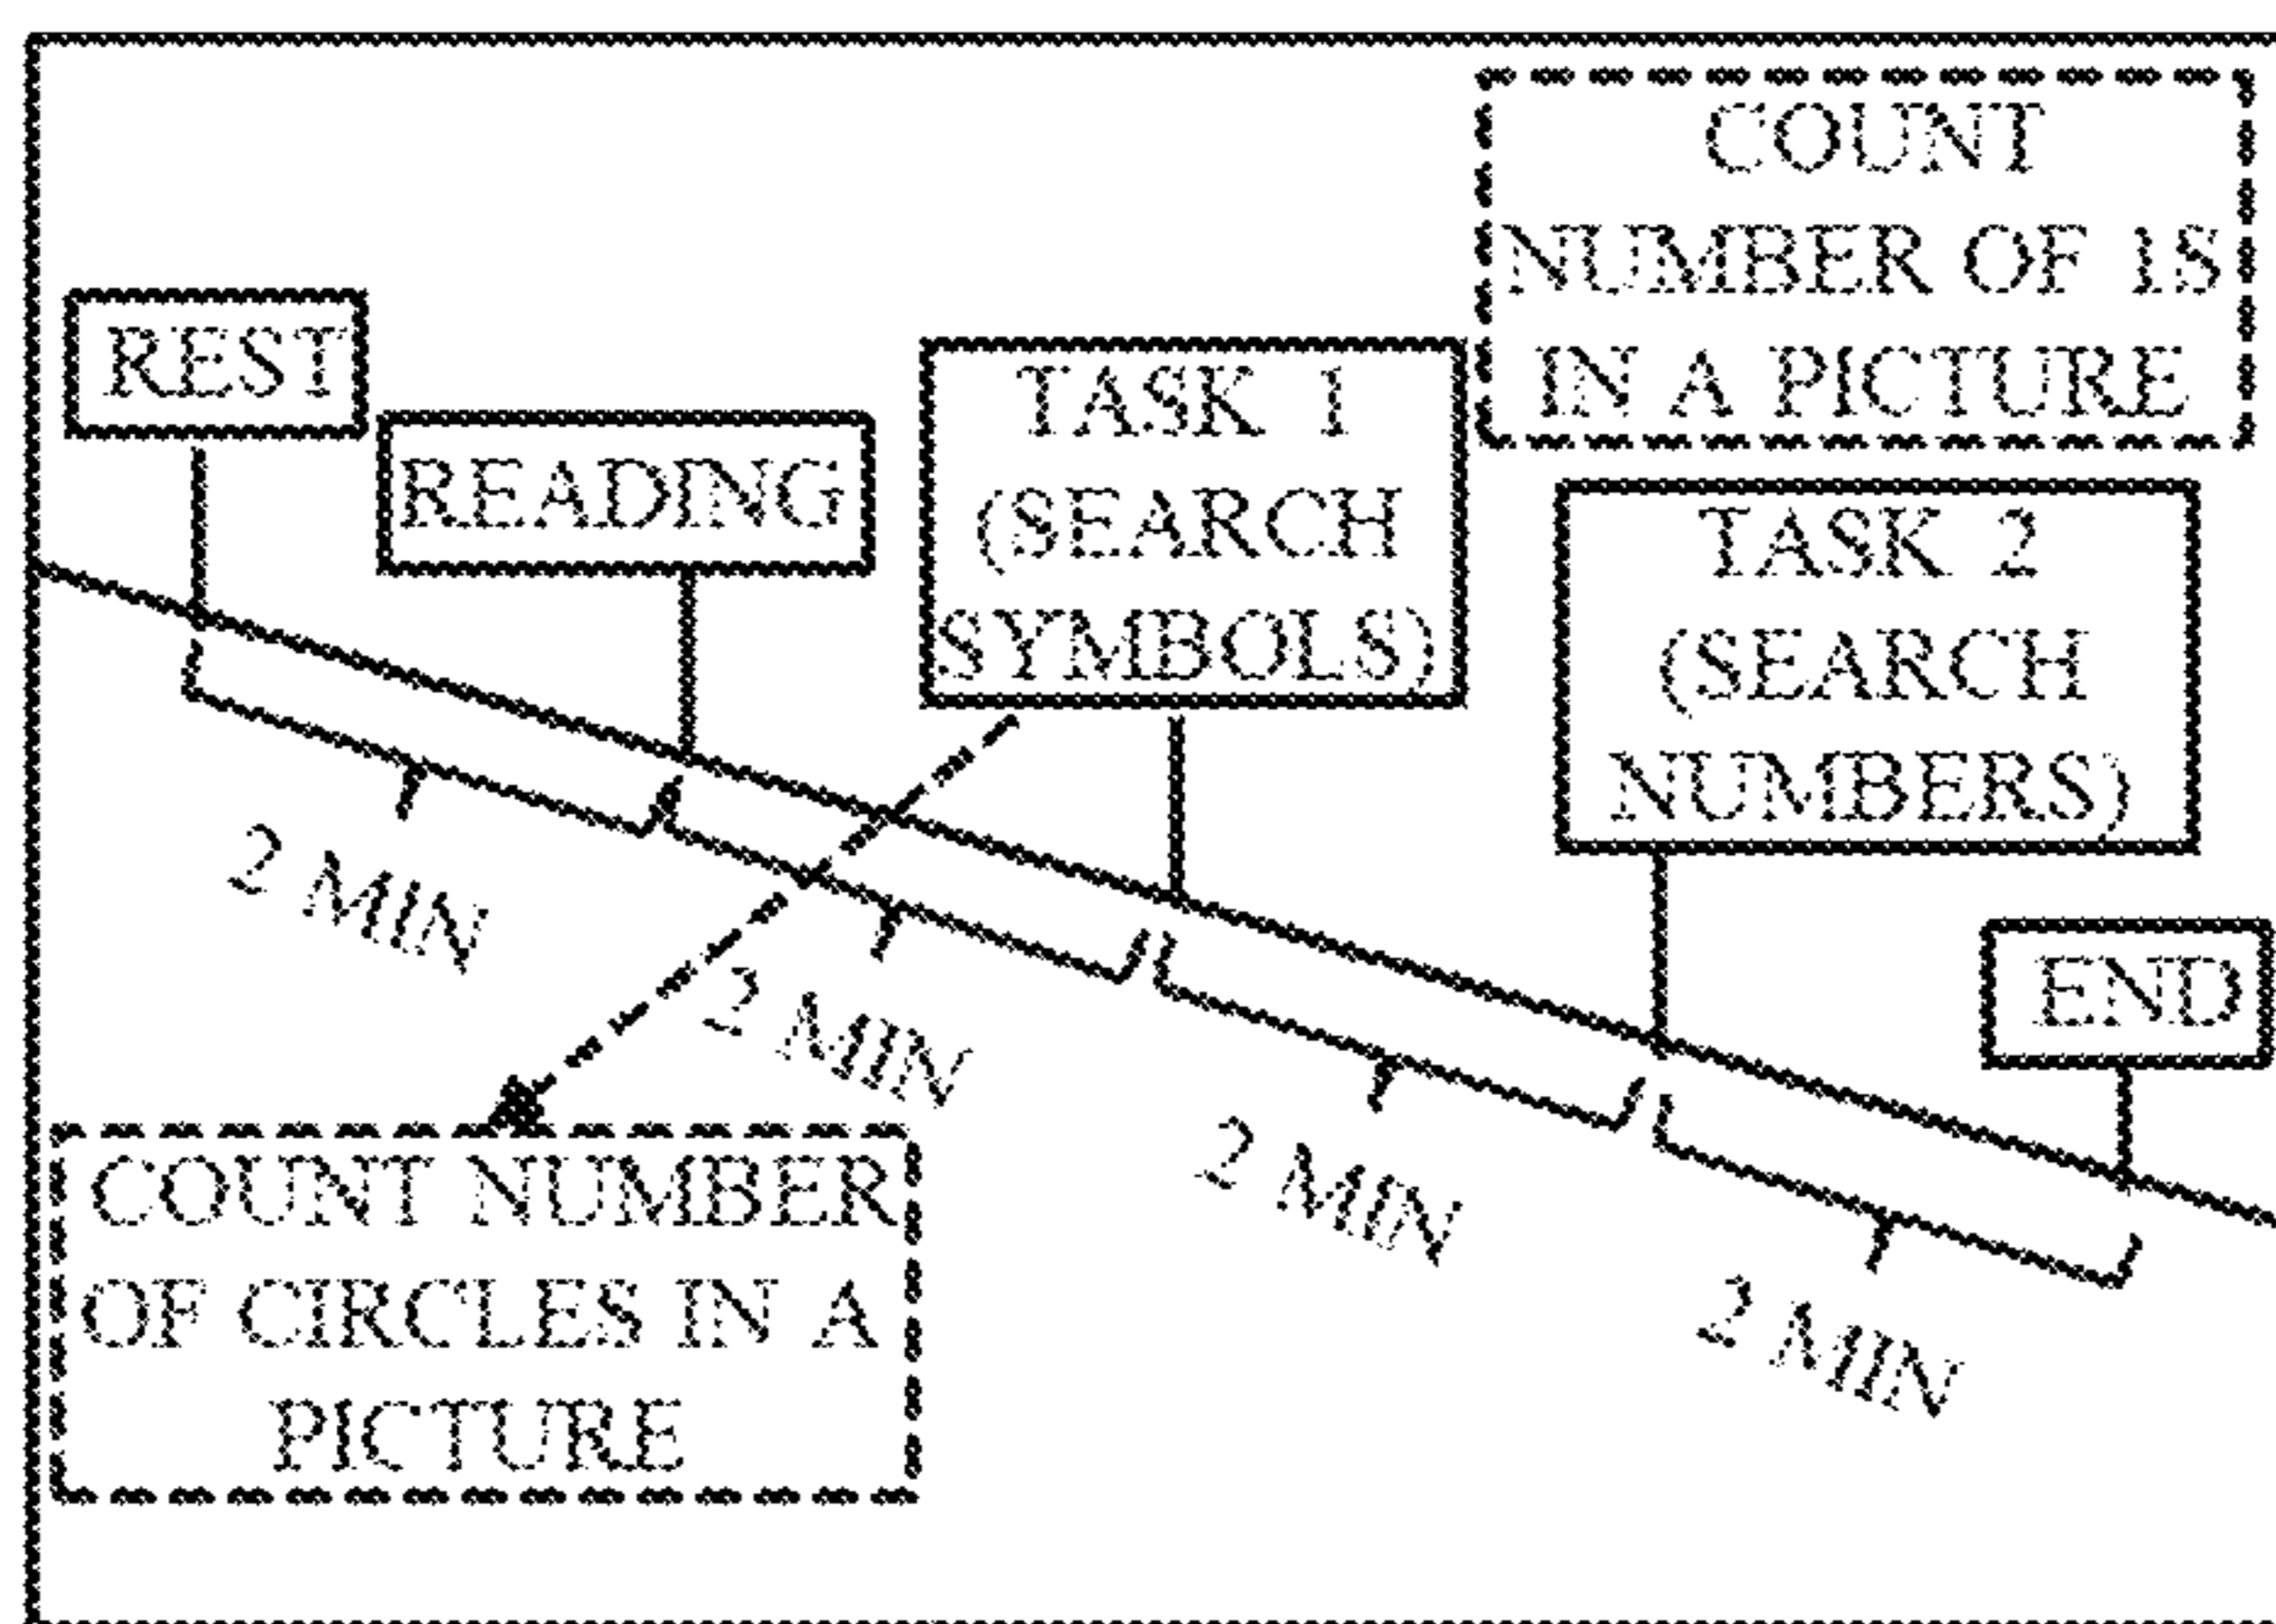 COUNT
NUMBER OF 1S
IN A PICTURE
REST
READING
TASK 1
(SEARCH
SYMBOLS)
TASK 2
(SEARCH
NUMBERS)
END
2 MIN
2 MIN
2 MIN
2 MIN
COUNT NUMBER
OF CIRCLES IN A
PICTURE